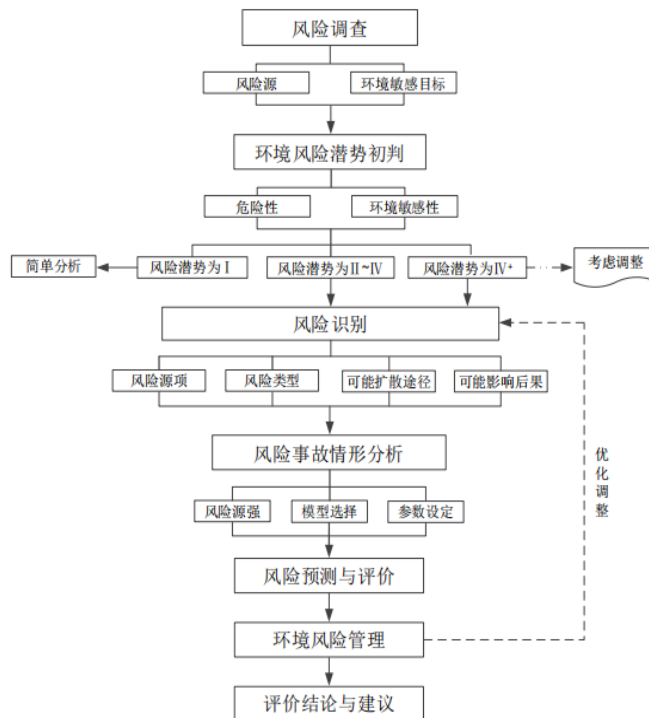 风险调查
风险源
环境敏感目标
环境风险潜势初判
危险性
环境敏感性
简单分析
风险潜势为Ⅰ
风险潜势为Ⅱ~Ⅳ
风险潜势为Ⅳ⁺
考虑调整
风险识别
风险源项
风险类型
可能扩散途径
可能影响后果
风险事故情形分析
优化调整
风险源强
模型选择
参数设定
风险预测与评价
环境风险管理
评价结论与建议